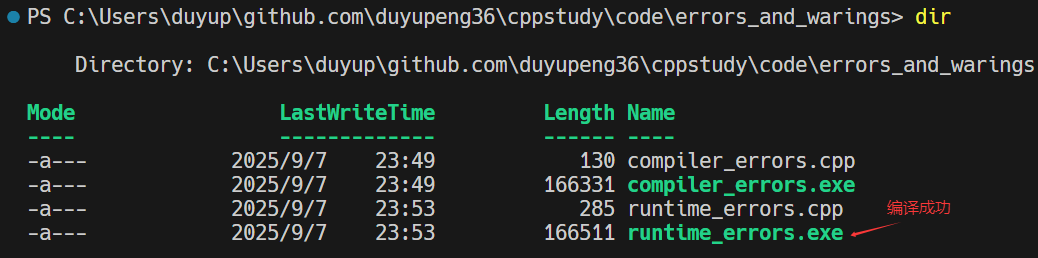 PS C:\Users\duyup\github.com\duyupeng36\cppstudy\code\errors_and_warings> dir
Directory: C:\Users\duyup\github.com\duyupeng36\cppstudy\code\errors_and_warings
Mode LastWriteTime Length Name
---- ------------- ------ ----
-a--- 2025/9/7 23:49 130 compiler_errors.cpp
-a--- 2025/9/7 23:49 166331 compiler_errors.exe
-a--- 2025/9/7 23:53 285 runtime_errors.cpp
编译成功
-a--- 2025/9/7 23:53 166511 runtime_errors.exe